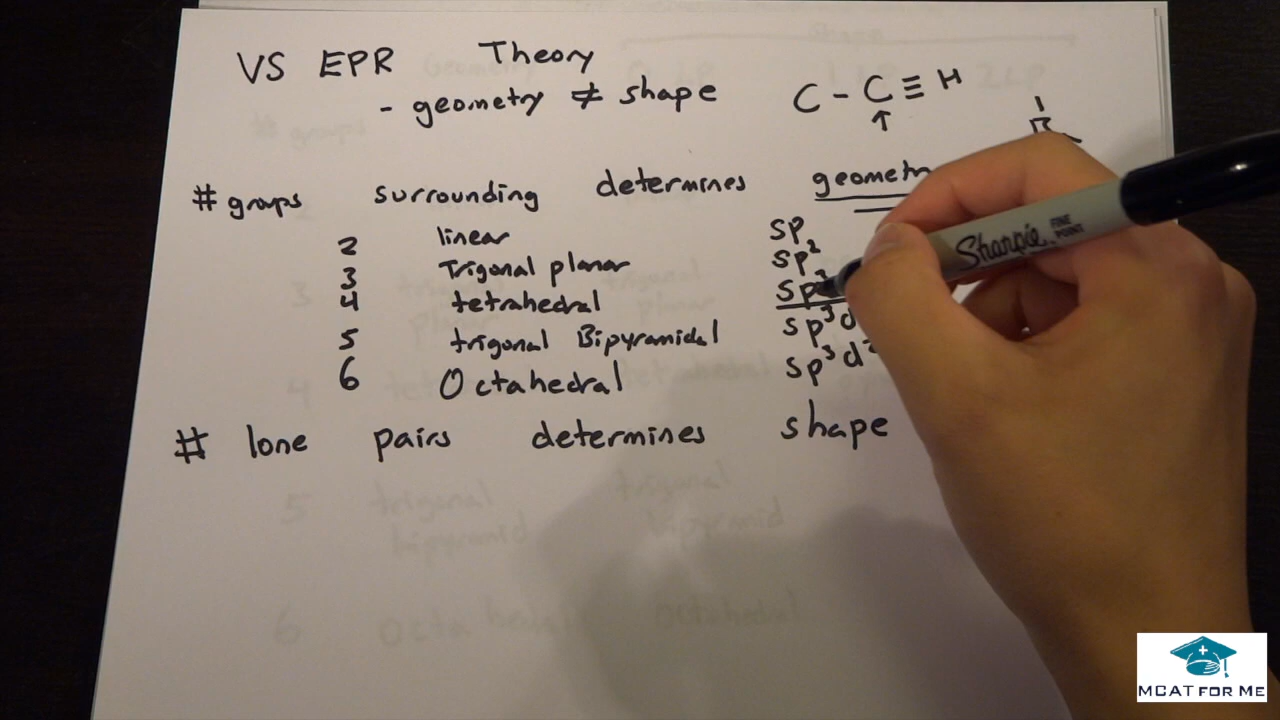 VS EPR Theory
- geometry ≠ shape
C - C ≡ H
↑
# groups surrounding determines geometr
2 linear sp
3 Trigonal planar sp²
4 tetrahedral sp³
5 trigonal Bipyramidal sp³d
6 Octahedral sp³d²
# lone pairs determines shape
Sharpie FINE POINT
MCAT FOR ME